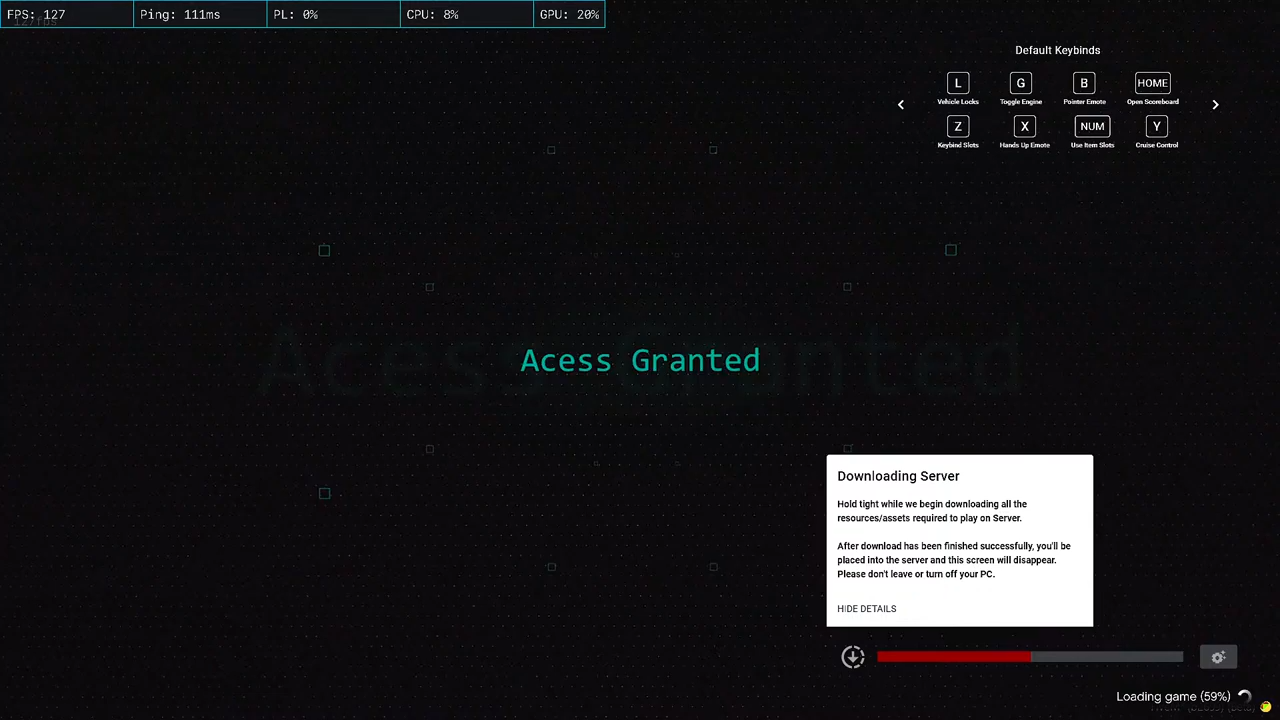 FPS: 127
Ping: 111ms
PL: 0%
CPU: 8%
GPU: 20%
127fps
Default Keybinds
L
G
B
HOME
Vehicle Locks
Toggle Engine
Pointer Emote
Open Scoreboard
Z
X
NUM
Y
Keybind Slots
Hands Up Emote
Use Item Slots
Cruise Control
Acess Granted
Acess Granted
Downloading Server
Hold tight while we begin downloading all the
resources/assets required to play on Server.
After download has been finished successfully, you'll be
placed into the server and this screen will disappear.
Please don't leave or turn off your PC.
HIDE DETAILS
Loading game (59%)